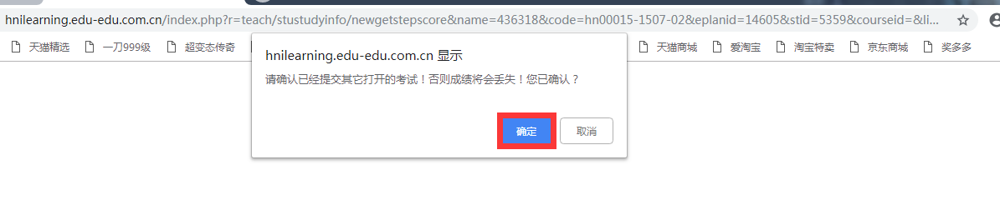 hnilearning.edu-edu.com.cn/index.php?r=teach/stustudyinfo/newgetstepscore&name=436318&code=hn00015-1507-02&eplanid=14605&stid=5359&courseid=&li...
天猫精选 一刀999级 超变态传奇 天猫商城 爱淘宝 淘宝特卖 京东商城 奖多多
hnilearning.edu-edu.com.cn 显示
请确认已经提交其它打开的考试！否则成绩将会丢失！您已确认？
确定 取消